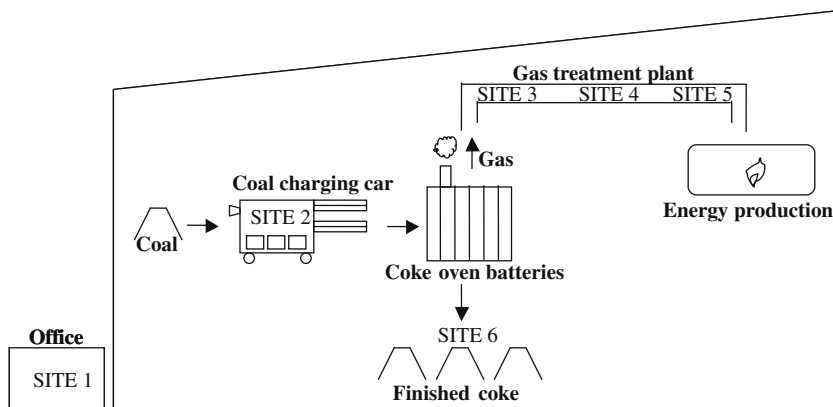 Gas treatment plant
SITE 3 SITE 4 SITE 5
Gas
Coal charging car
SITE 2
Coal
Energy production
Coke oven batteries
SITE 6
Office
SITE 1
Finished coke